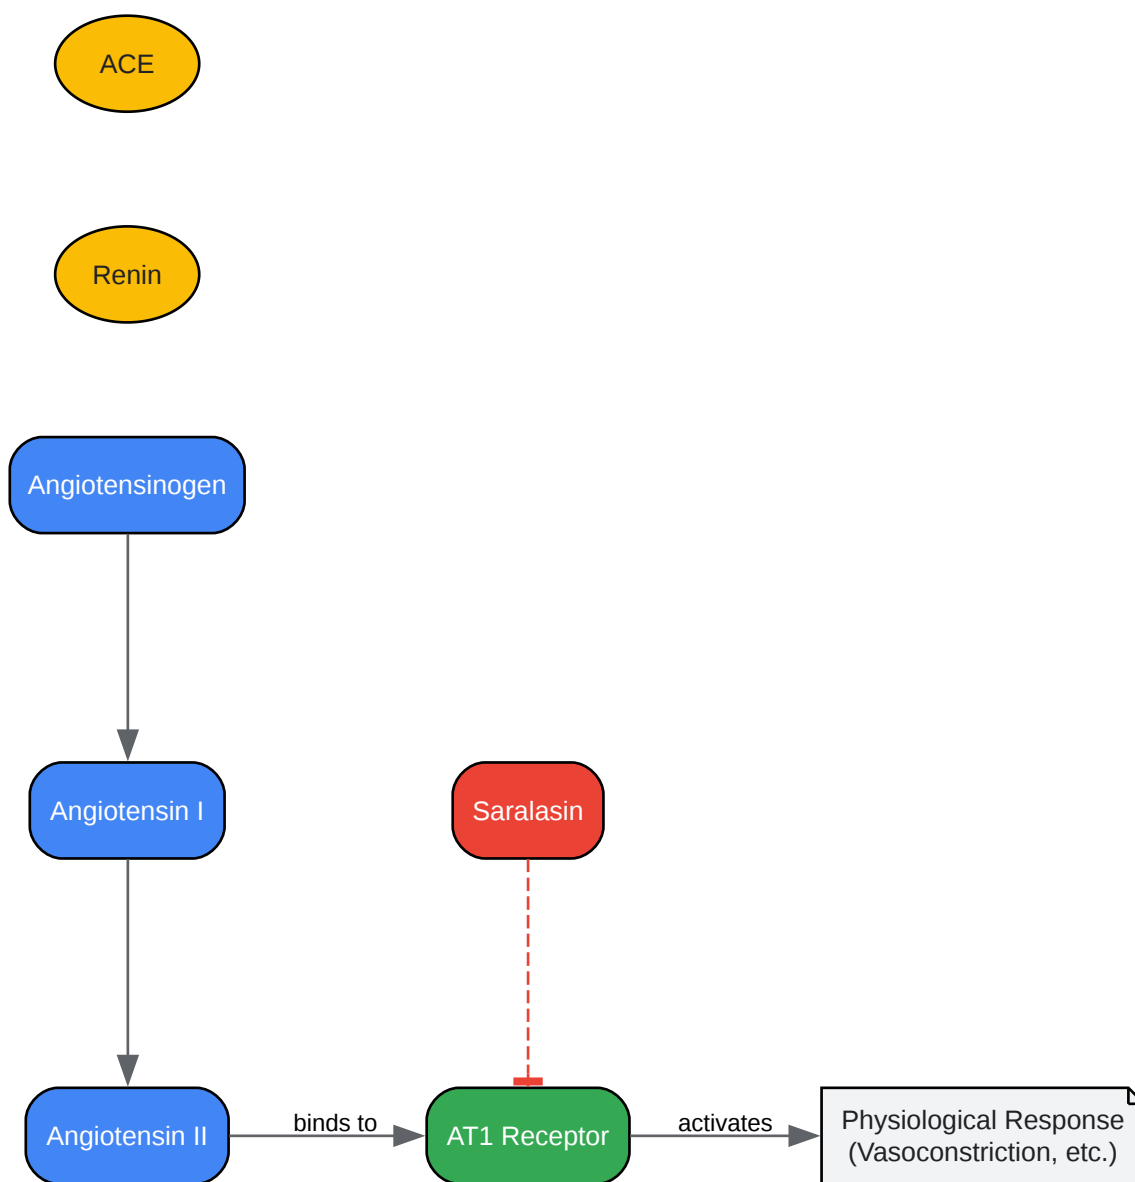 ACE
Renin
Angiotensinogen
Angiotensin I
Saralasin
Angiotensin II
binds to
AT1 Receptor
activates
Physiological Response
(Vasoconstriction, etc.)